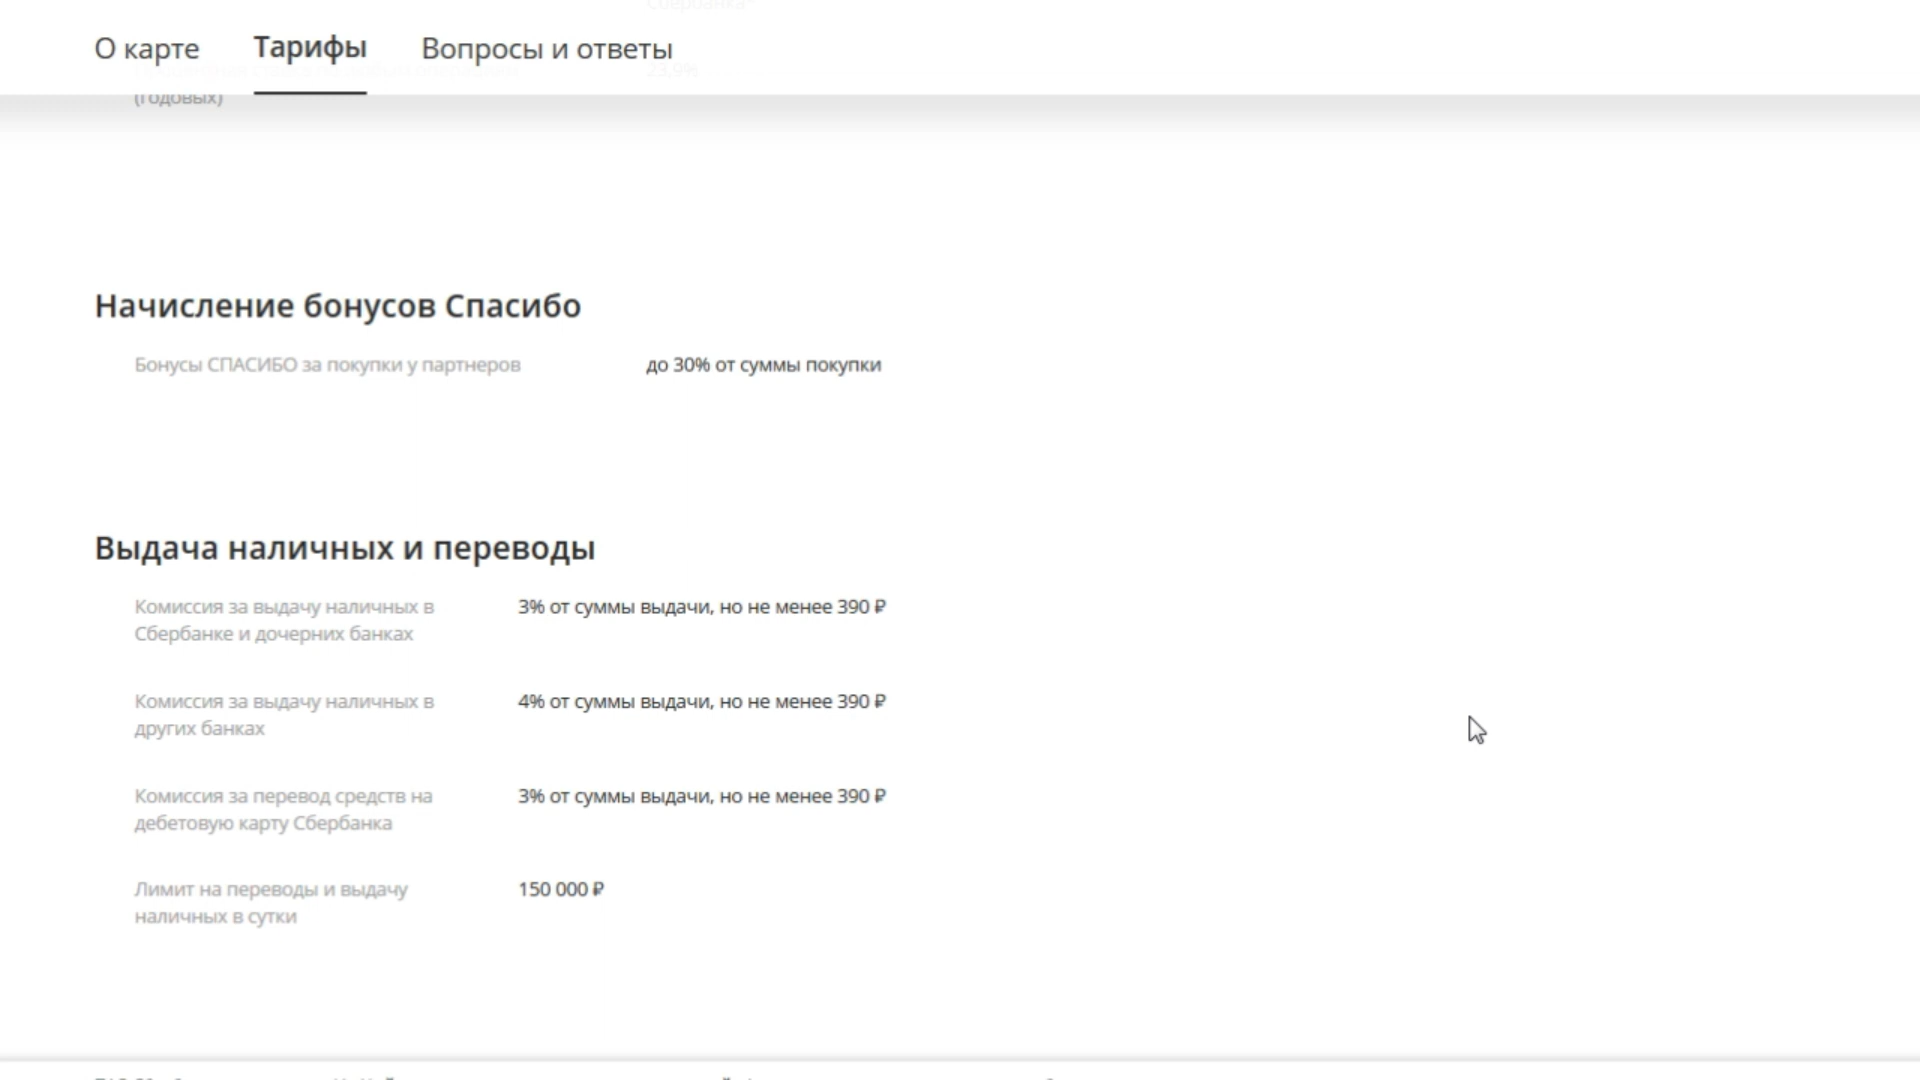 О карте Тарифы Вопросы и ответы
(годовых)
Начисление бонусов Спасибо
Бонусы СПАСИБО за покупки у партнеров до 30% от суммы покупки
Выдача наличных и переводы
Комиссия за выдачу наличных в 3% от суммы выдачи, но не менее 390 ₽
Сбербанке и дочерних банках
Комиссия за выдачу наличных в 4% от суммы выдачи, но не менее 390 ₽
других банках
Комиссия за перевод средств на 3% от суммы выдачи, но не менее 390 ₽
дебетовую карту Сбербанка
Лимит на переводы и выдачу 150 000 ₽
наличных в сутки